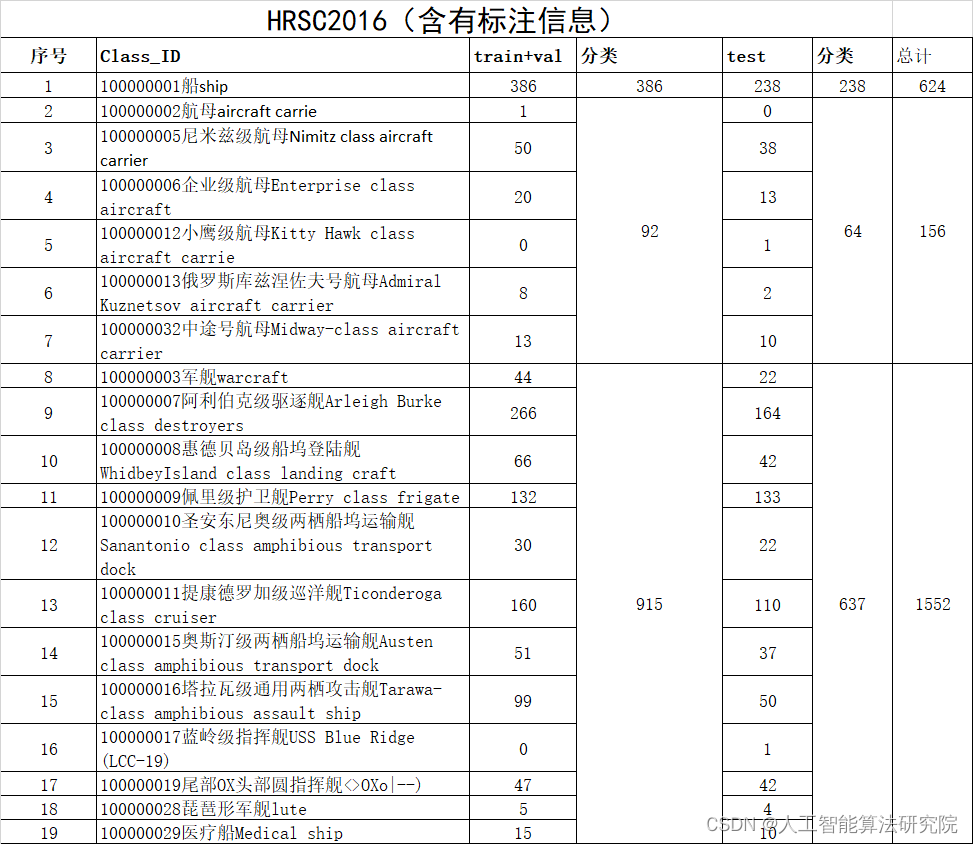 HRSC2016（含有标注信息）
序号 Class_ID train+val 分类 test 分类 总计
1 100000001船ship 386 386 238 238 624
2 100000002航母aircraft carrie 1 0
3 100000005尼米兹级航母Nimitz class aircraft
carrier 50 38
4 100000006企业级航母Enterprise class
aircraft 20 13
5 100000012小鹰级航母Kitty Hawk class
aircraft carrie 0 92 1 64 156
6 100000013俄罗斯库兹涅佐夫号航母Admiral
Kuznetsov aircraft carrier 8 2
7 100000032中途号航母Midway-class aircraft
carrier 13 10
8 100000003军舰warcraft 44 22
9 100000007阿利伯克级驱逐舰Arleigh Burke
class destroyers 266 164
10 100000008惠德贝岛级船坞登陆舰
WhidbeyIsland class landing craft 66 42
11 100000009佩里级护卫舰Perry class frigate 132 133
12 100000010圣安东尼奥级两栖船坞运输舰
Sanantonio class amphibious transport
dock 30 22
13 100000011提康德罗加级巡洋舰Ticonderoga
class cruiser 160 915 110 637 1552
14 100000015奥斯汀级两栖船坞运输舰Austen
class amphibious transport dock 51 37
15 100000016塔拉瓦级通用两栖攻击舰Tarawa-
class amphibious assault ship 99 50
16 100000017蓝岭级指挥舰USS Blue Ridge
(LCC-19) 0 1
17 100000019尾部OX头部圆指挥舰<>OXo|--) 47 42
18 100000028琵琶形军舰lute 5 4
19 100000029医疗船Medical ship 15 10
CSDN @人工智能算法研究院